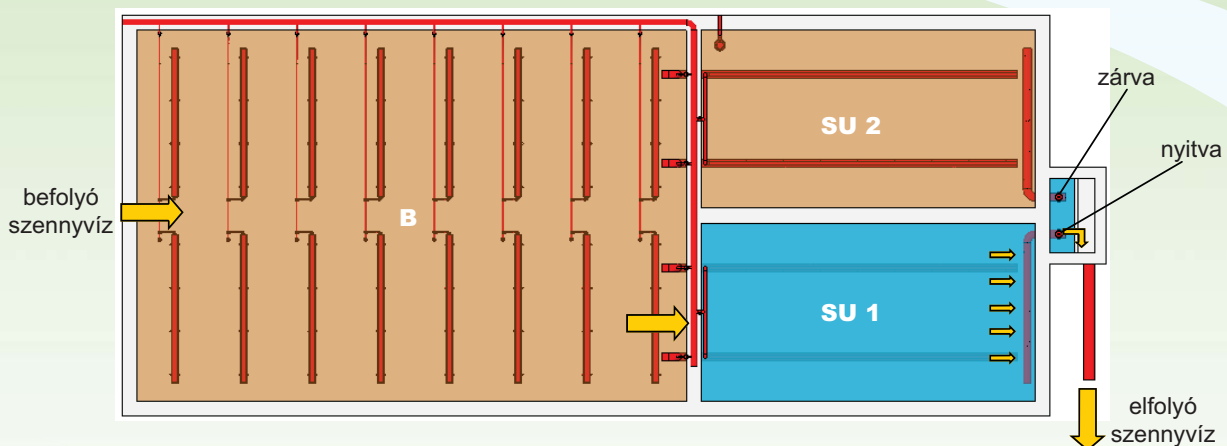 SU 2
zárva
nyitva
befolyó
szennyvíz
B
SU 1
elfolyó
szennyvíz